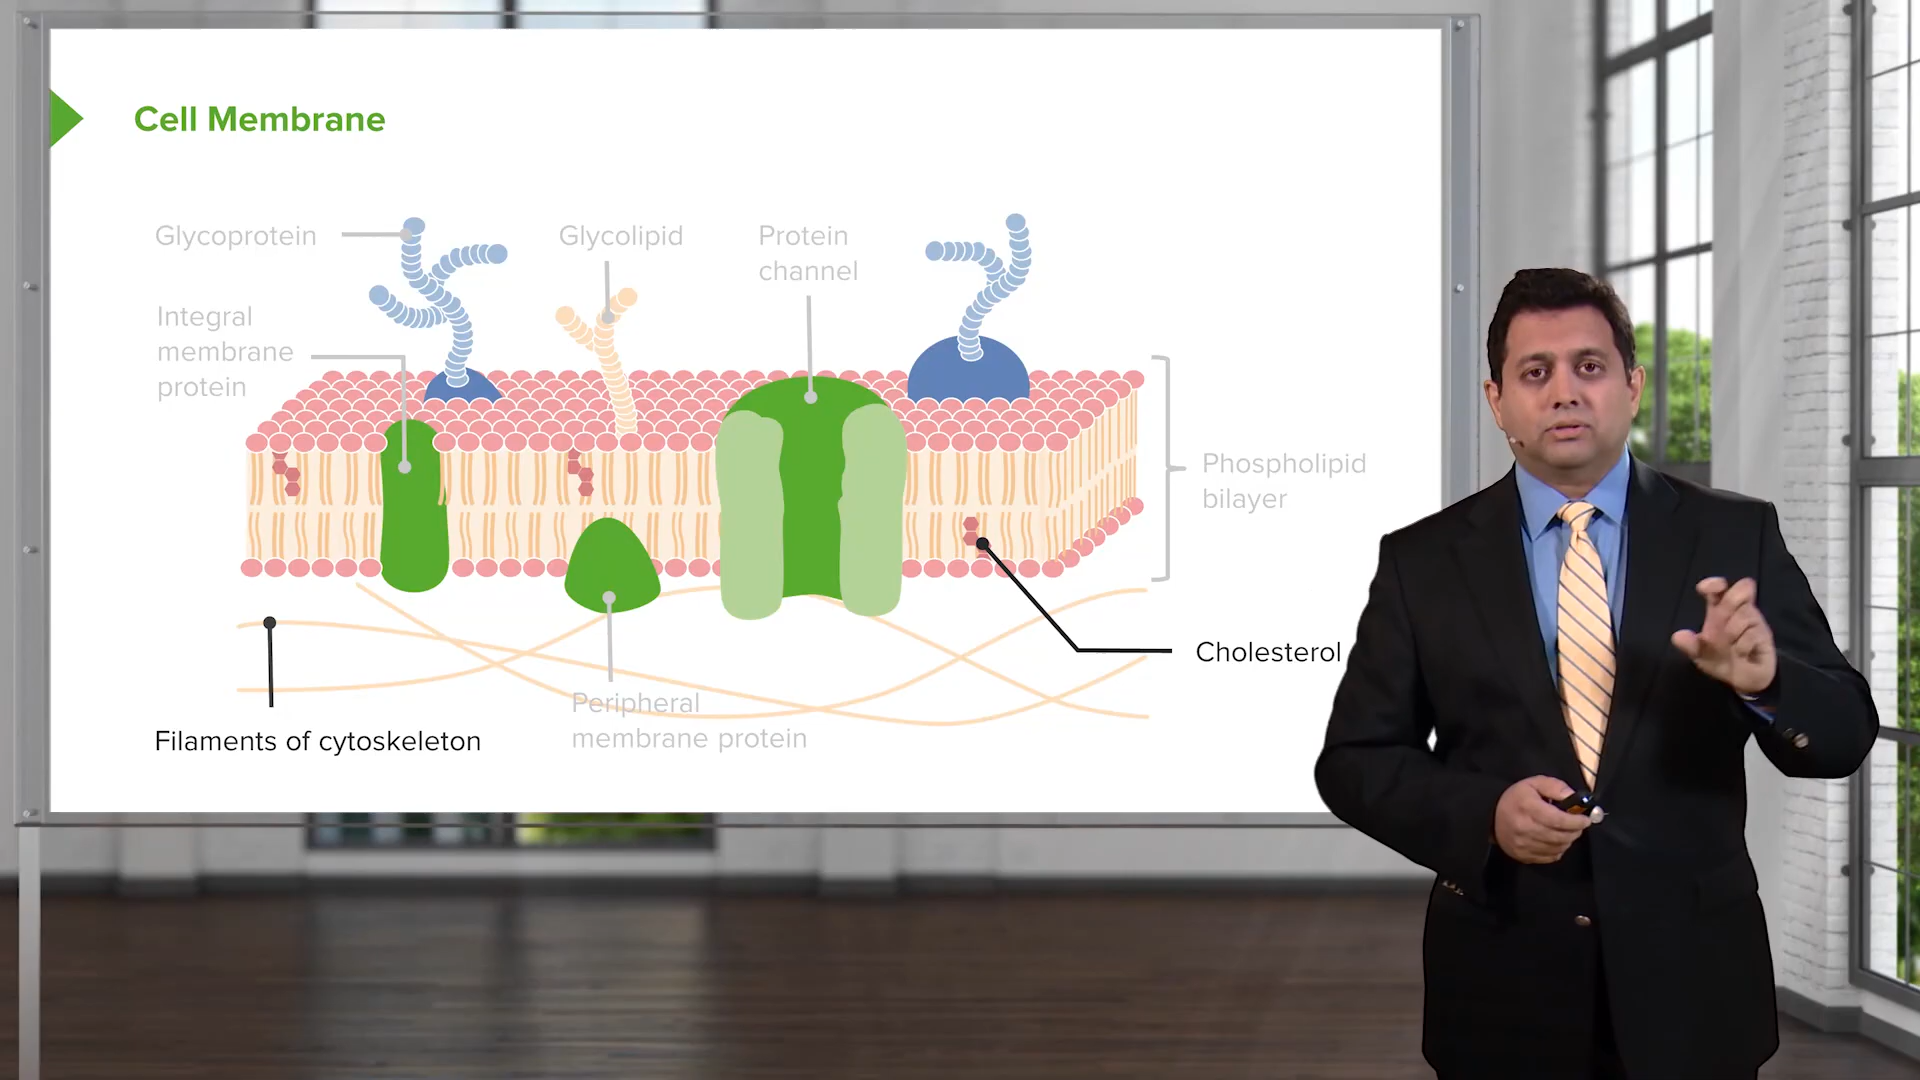 Cell Membrane
Glycoprotein
Glycolipid
Protein
channel
Integral
membrane
protein
Phospholipid
bilayer
Cholesterol
Peripheral
membrane protein
Filaments of cytoskeleton